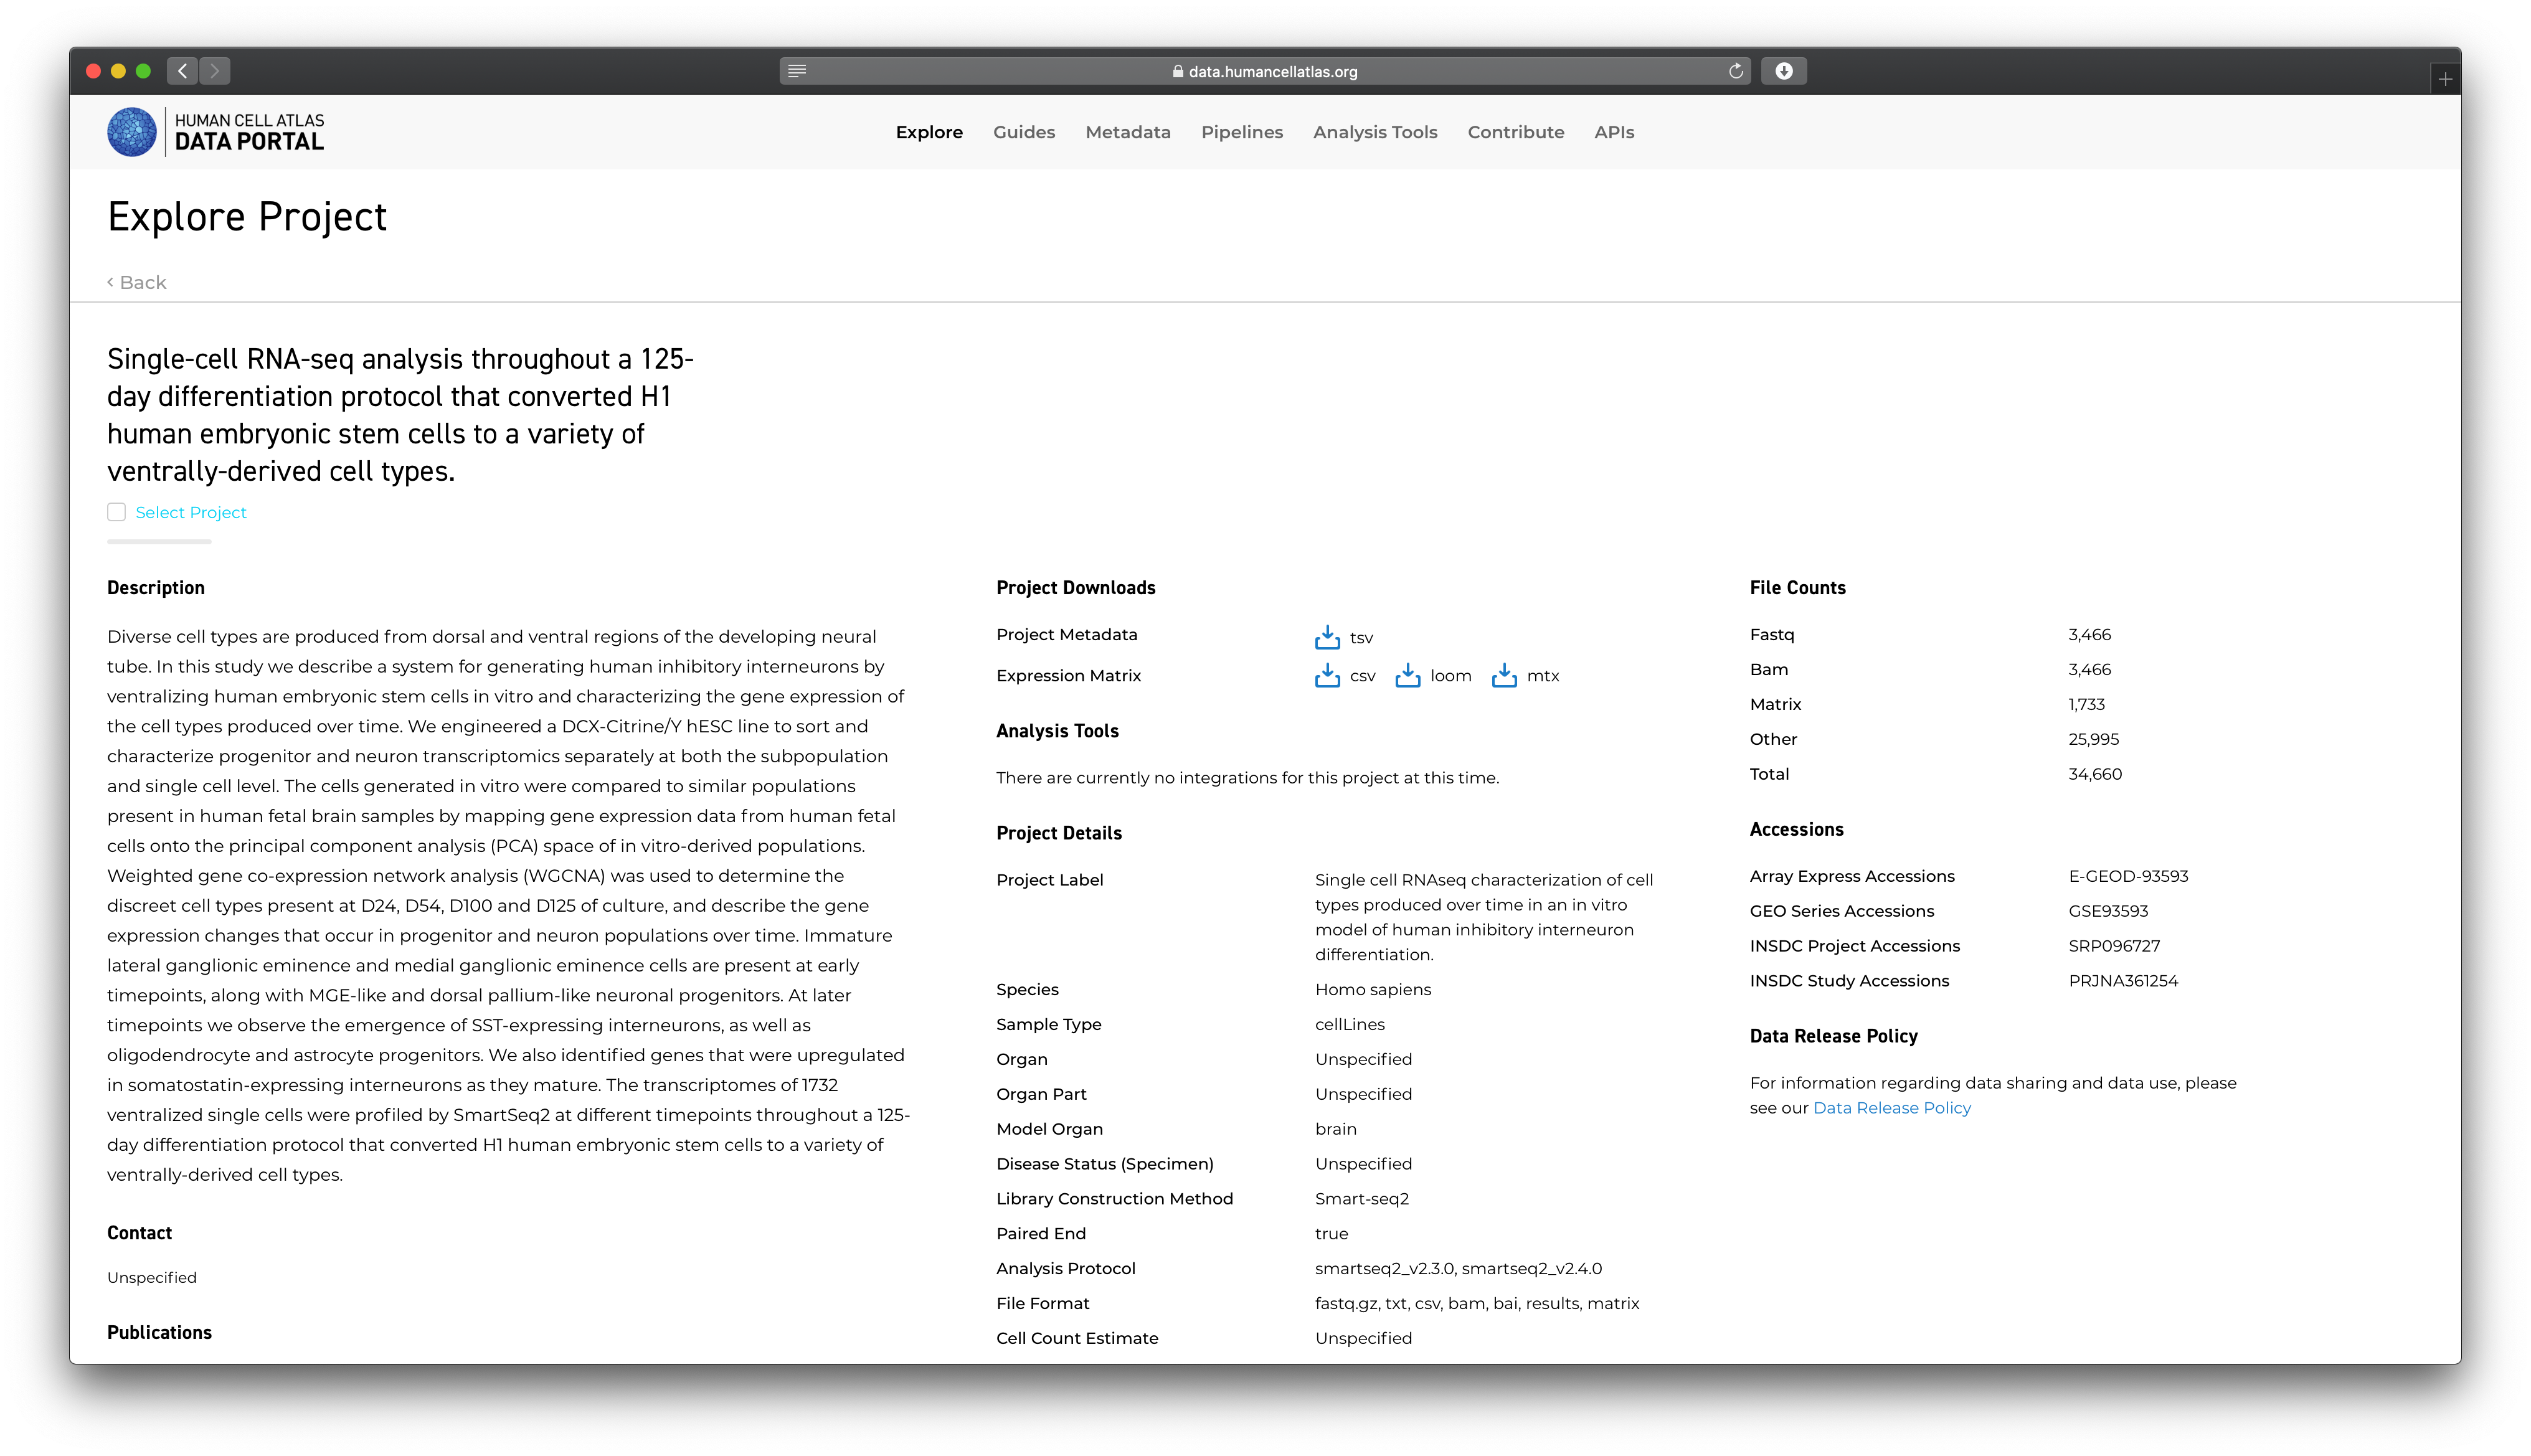 data.humancellatlas.org
HUMAN CELL ATLAS
DATA PORTAL
Explore Guides Metadata Pipelines Analysis Tools Contribute APIs
Explore Project
Back
Single-cell RNA-seq analysis throughout a 125-
day differentiation protocol that converted H1
human embryonic stem cells to a variety of
ventrally-derived cell types.
Select Project
Description
Diverse cell types are produced from dorsal and ventral regions of the developing neural
tube. In this study we describe a system for generating human inhibitory interneurons by
ventralizing human embryonic stem cells in vitro and characterizing the gene expression of
the cell types produced over time. We engineered a DCX-Citrine/Y hESC line to sort and
characterize progenitor and neuron transcriptomics separately at both the subpopulation
and single cell level. The cells generated in vitro were compared to similar populations
present in human fetal brain samples by mapping gene expression data from human fetal
cells onto the principal component analysis (PCA) space of in vitro-derived populations.
Weighted gene co-expression network analysis (WGCNA) was used to determine the
discreet cell types present at D24, D54, D100 and D125 of culture, and describe the gene
expression changes that occur in progenitor and neuron populations over time. Immature
lateral ganglionic eminence and medial ganglionic eminence cells are present at early
timepoints, along with MGE-like and dorsal pallium-like neuronal progenitors. At later
timepoints we observe the emergence of SST-expressing interneurons, as well as
oligodendrocyte and astrocyte progenitors. We also identified genes that were upregulated
in somatostatin-expressing interneurons as they mature. The transcriptomes of 1732
ventralized single cells were profiled by SmartSeq2 at different timepoints throughout a 125-
day differentiation protocol that converted H1 human embryonic stem cells to a variety of
ventrally-derived cell types.
Contact
Unspecified
Publications
Project Downloads
Project Metadata tsv
Expression Matrix csv loom mtx
Analysis Tools
There are currently no integrations for this project at this time.
Project Details
Project Label Single cell RNAseq characterization of cell
types produced over time in an in vitro
model of human inhibitory interneuron
differentiation.
Species Homo sapiens
Sample Type cellLines
Organ Unspecified
Organ Part Unspecified
Model Organ brain
Disease Status (Specimen) Unspecified
Library Construction Method Smart-seq2
Paired End true
Analysis Protocol smartseq2_v2.3.0, smartseq2_v2.4.0
File Format fastq.gz, txt, csv, bam, bai, results, matrix
Cell Count Estimate Unspecified
File Counts
Fastq 3,466
Bam 3,466
Matrix 1,733
Other 25,995
Total 34,660
Accessions
Array Express Accessions E-GEOD-93593
GEO Series Accessions GSE93593
INSDC Project Accessions SRP096727
INSDC Study Accessions PRJNA361254
Data Release Policy
For information regarding data sharing and data use, please
see our Data Release Policy